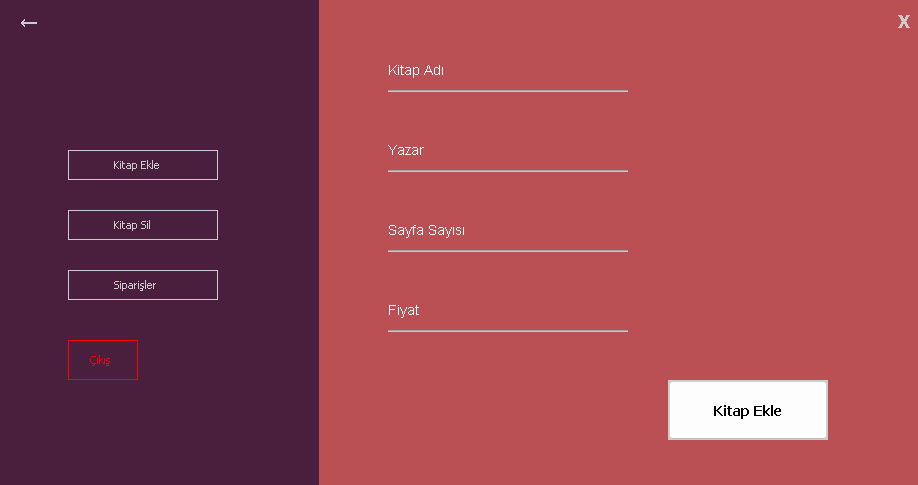 ←
X
Kitap Ekle
Kitap Sil
Siparişler
Çıkış
Kitap Adı
Yazar
Sayfa Sayısı
Fiyat
Kitap Ekle